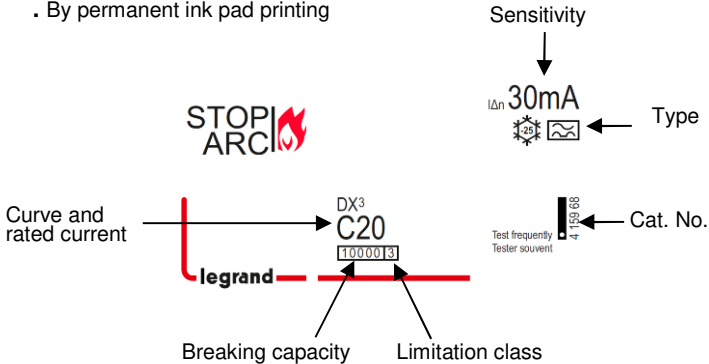 . By permanent ink pad printing
Sensitivity
IΔn 30mA
-25
Type
STOP
ARC
DX³
C20
10000 3
Curve and
rated current
4 159 68
Cat. No.
Test frequently
Tester souvent
legrand
Breaking capacity
Limitation class